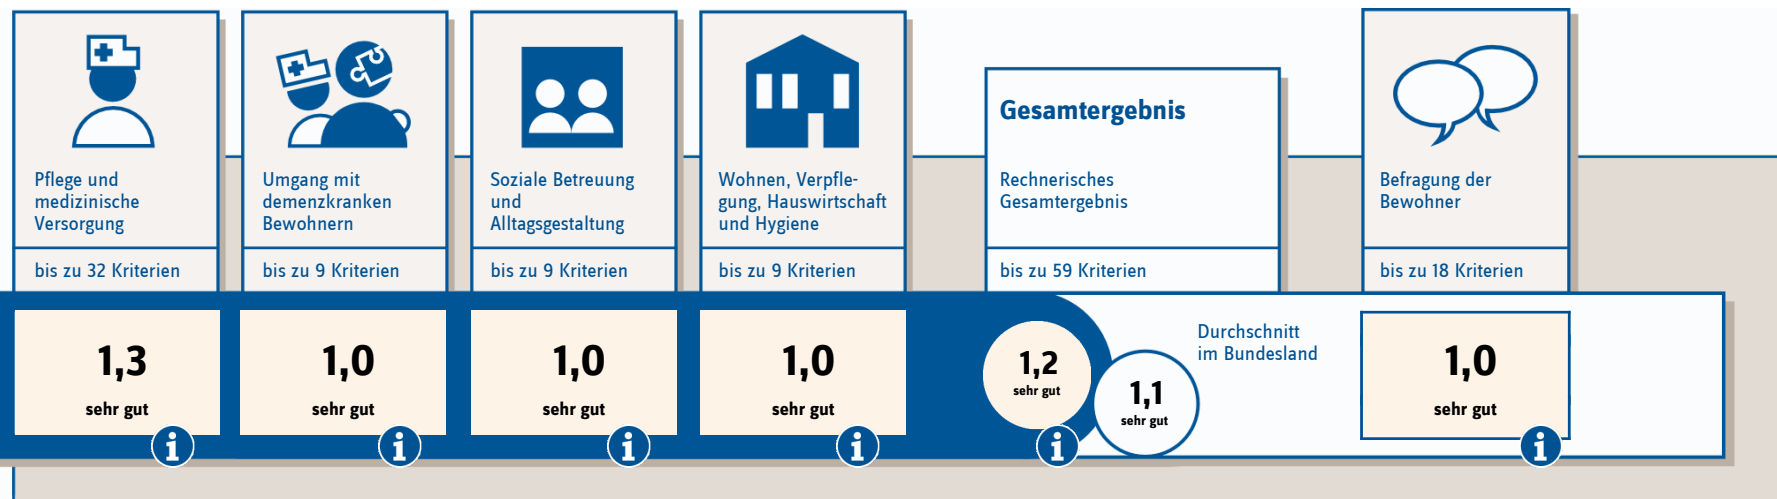 Pflege und
medizinische
Versorgung
bis zu 32 Kriterien
1,3
sehr gut
i
Umgang mit
demenzkranken
Bewohnern
bis zu 9 Kriterien
1,0
sehr gut
i
Soziale Betreuung
und
Alltagsgestaltung
bis zu 9 Kriterien
1,0
sehr gut
i
Wohnen, Verpfle-
gung, Hauswirtschaft
und Hygiene
bis zu 9 Kriterien
1,0
sehr gut
i
Gesamtergebnis
Rechnerisches
Gesamtergebnis
bis zu 59 Kriterien
1,2
sehr gut
i
1,1
sehr gut
Durchschnitt
im Bundesland
Befragung der
Bewohner
bis zu 18 Kriterien
1,0
sehr gut
i